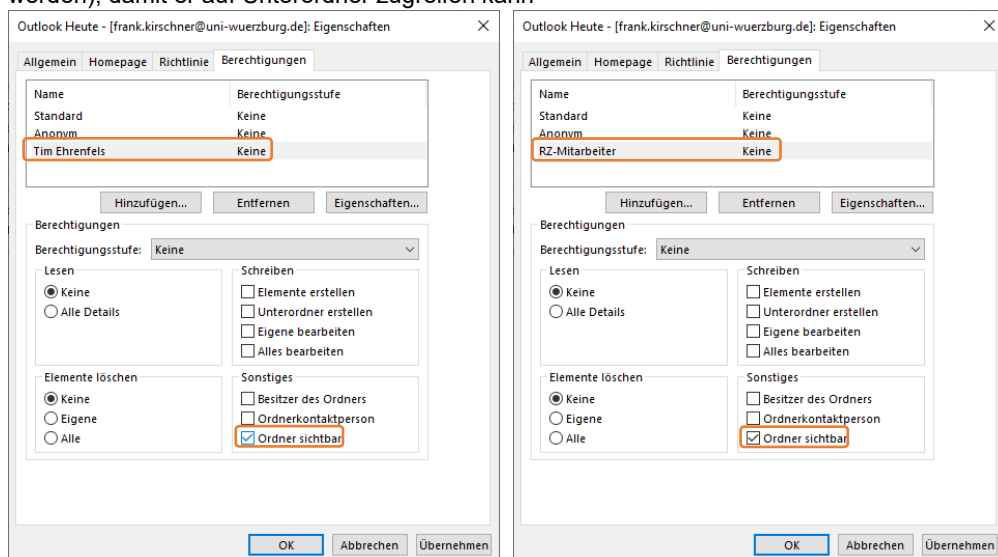 werden), damit er auf Unterordner zugreifen kann
Outlook Heute - [frank.kirschner@uni-wuerzburg.de]: Eigenschaften
Allgemein Homepage Richtlinie Berechtigungen
Name Berechtigungsstufe
Standard Keine
Anonym Keine
Tim Ehrenfels Keine
Hinzufügen... Entfernen Eigenschaften...
Berechtigungen
Berechtigungsstufe: Keine
Lesen
Keine
Alle Details
Schreiben
Elemente erstellen
Unterordner erstellen
Eigene bearbeiten
Alles bearbeiten
Elemente löschen
Keine
Eigene
Alle
Sonstiges
Besitzer des Ordners
Ordnerkontaktperson
Ordner sichtbar
OK Abbrechen Übernehmen
Outlook Heute - [frank.kirschner@uni-wuerzburg.de]: Eigenschaften
Allgemein Homepage Richtlinie Berechtigungen
Name Berechtigungsstufe
Standard Keine
Anonym Keine
RZ-Mitarbeiter Keine
Hinzufügen... Entfernen Eigenschaften...
Berechtigungen
Berechtigungsstufe: Keine
Lesen
Keine
Alle Details
Schreiben
Elemente erstellen
Unterordner erstellen
Eigene bearbeiten
Alles bearbeiten
Elemente löschen
Keine
Eigene
Alle
Sonstiges
Besitzer des Ordners
Ordnerkontaktperson
Ordner sichtbar
OK Abbrechen Übernehmen